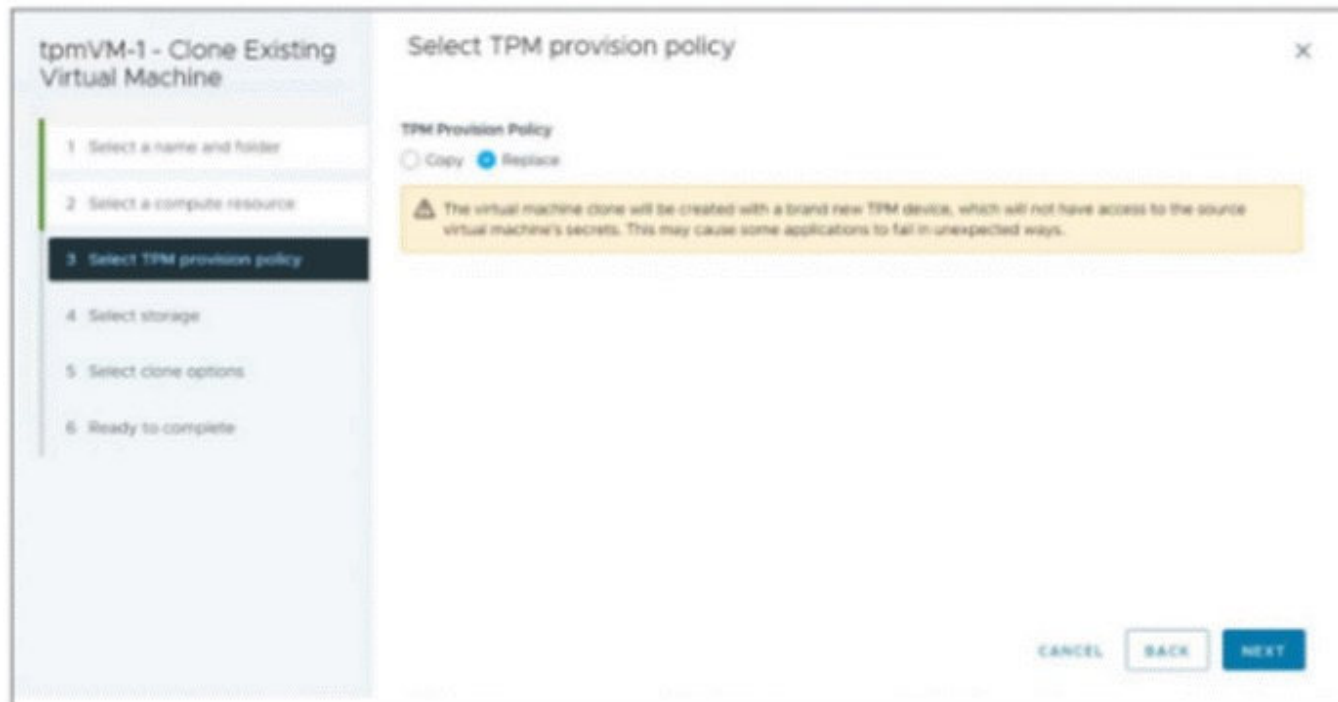 tpmVM-1 - Clone Existing
Virtual Machine
1 Select a name and folder
2 Select a compute resource
3 Select TPM provision policy
4 Select storage
5 Select clone options
6 Ready to complete
Select TPM provision policy
TPM Provision Policy
Copy Replace
The virtual machine clone will be created with a brand new TPM device, which will not have access to the source
virtual machine's secrets. This may cause some applications to fail in unexpected ways.
CANCEL BACK NEXT